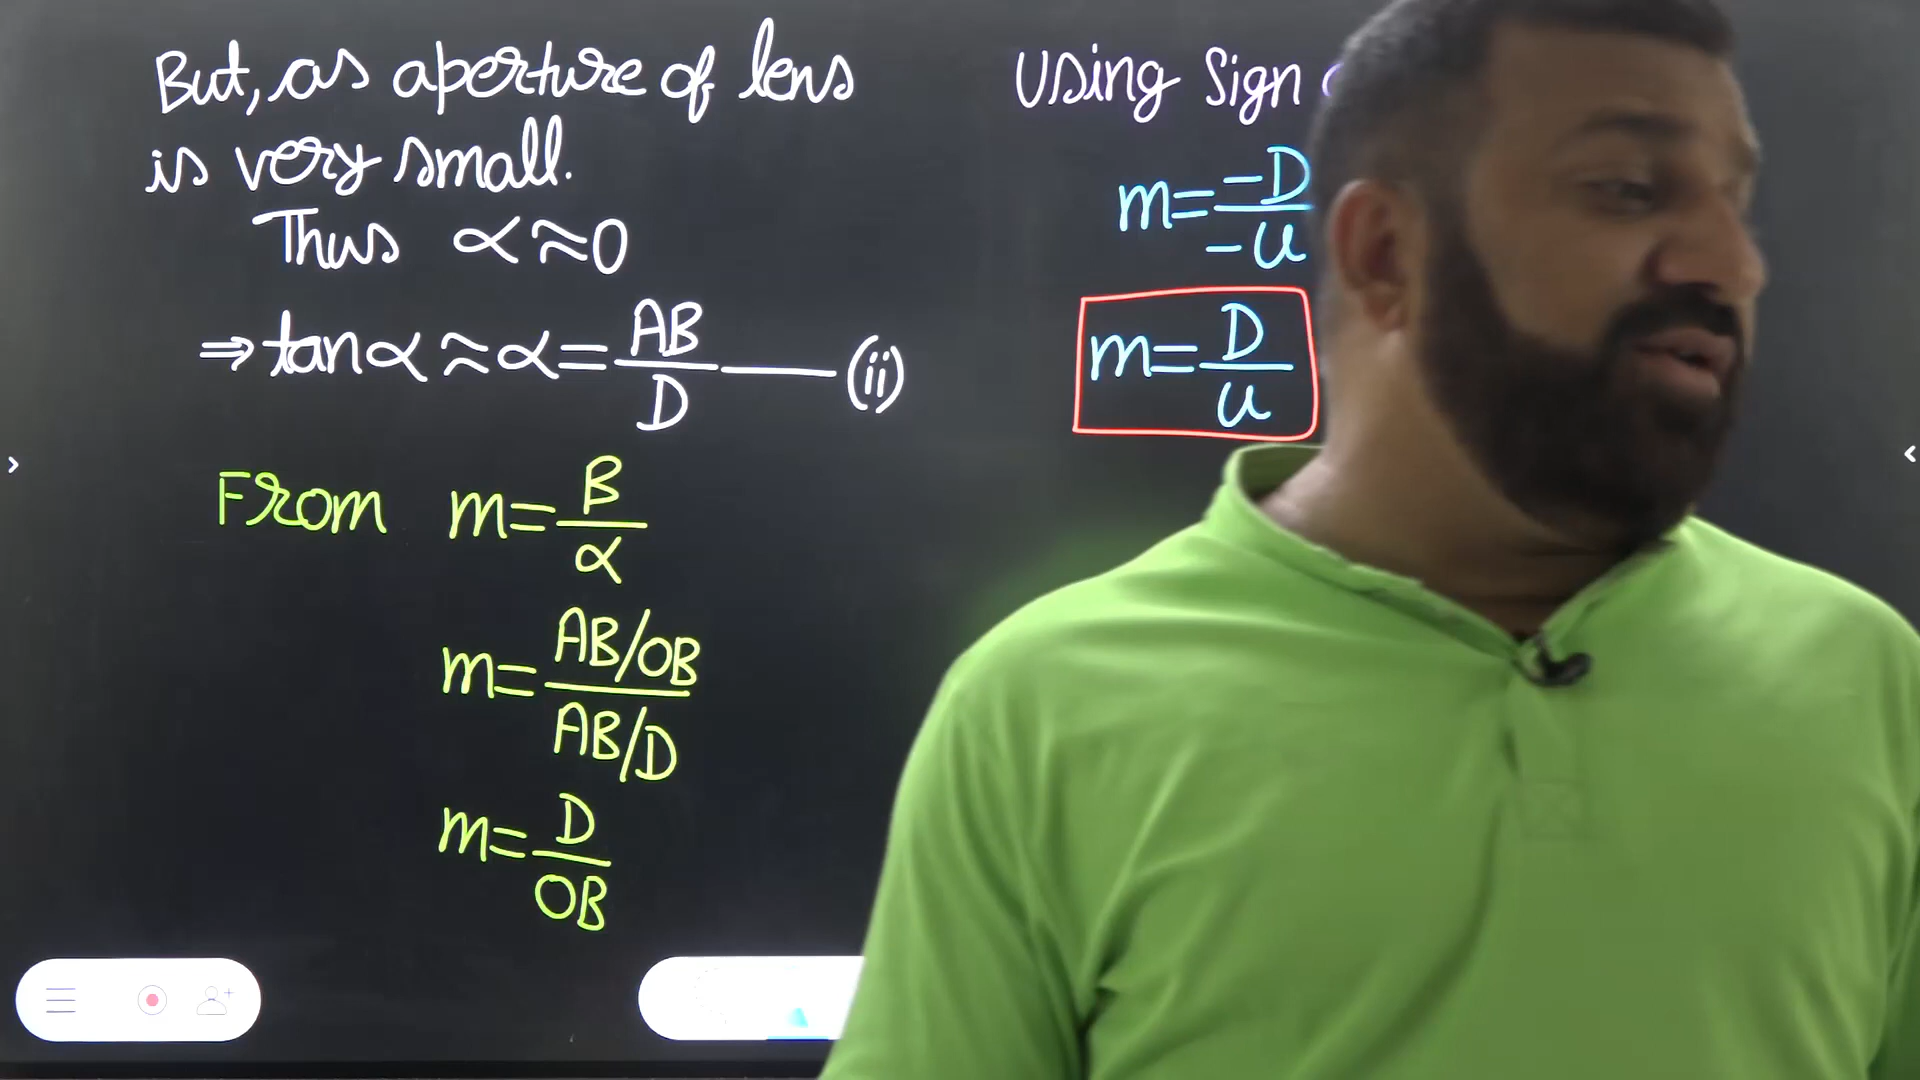 But, as aperture of lens
is very small.
Thus α≈0
⇒ tanα≈α=AB/D —— (ii)
From m=β/α
m=(AB/OB)/(AB/D)
m=D/OB
Using Sign
m=-D/-u
m=D/u